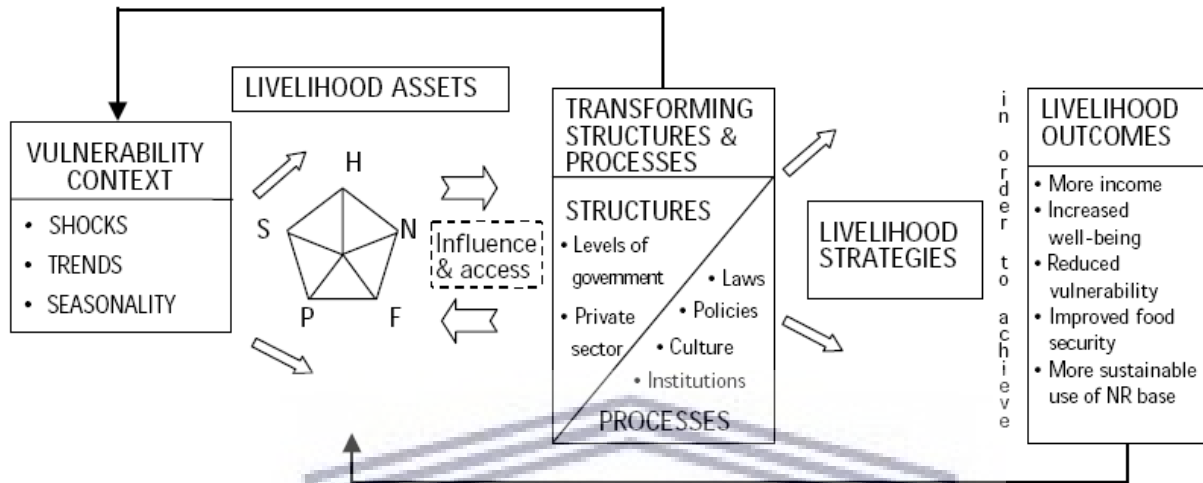 LIVELIHOOD ASSETS
VULNERABILITY
CONTEXT
• SHOCKS
• TRENDS
• SEASONALITY
H
S
N
P
F
Influence
& access
TRANSFORMING
STRUCTURES &
PROCESSES
STRUCTURES
• Levels of
government
• Private
sector
• Laws
• Policies
• Culture
• Institutions
PROCESSES
LIVELIHOOD
STRATEGIES
in order to achieve
LIVELIHOOD
OUTCOMES
• More income
• Increased
well-being
• Reduced
vulnerability
• Improved food
security
• More sustainable
use of NR base